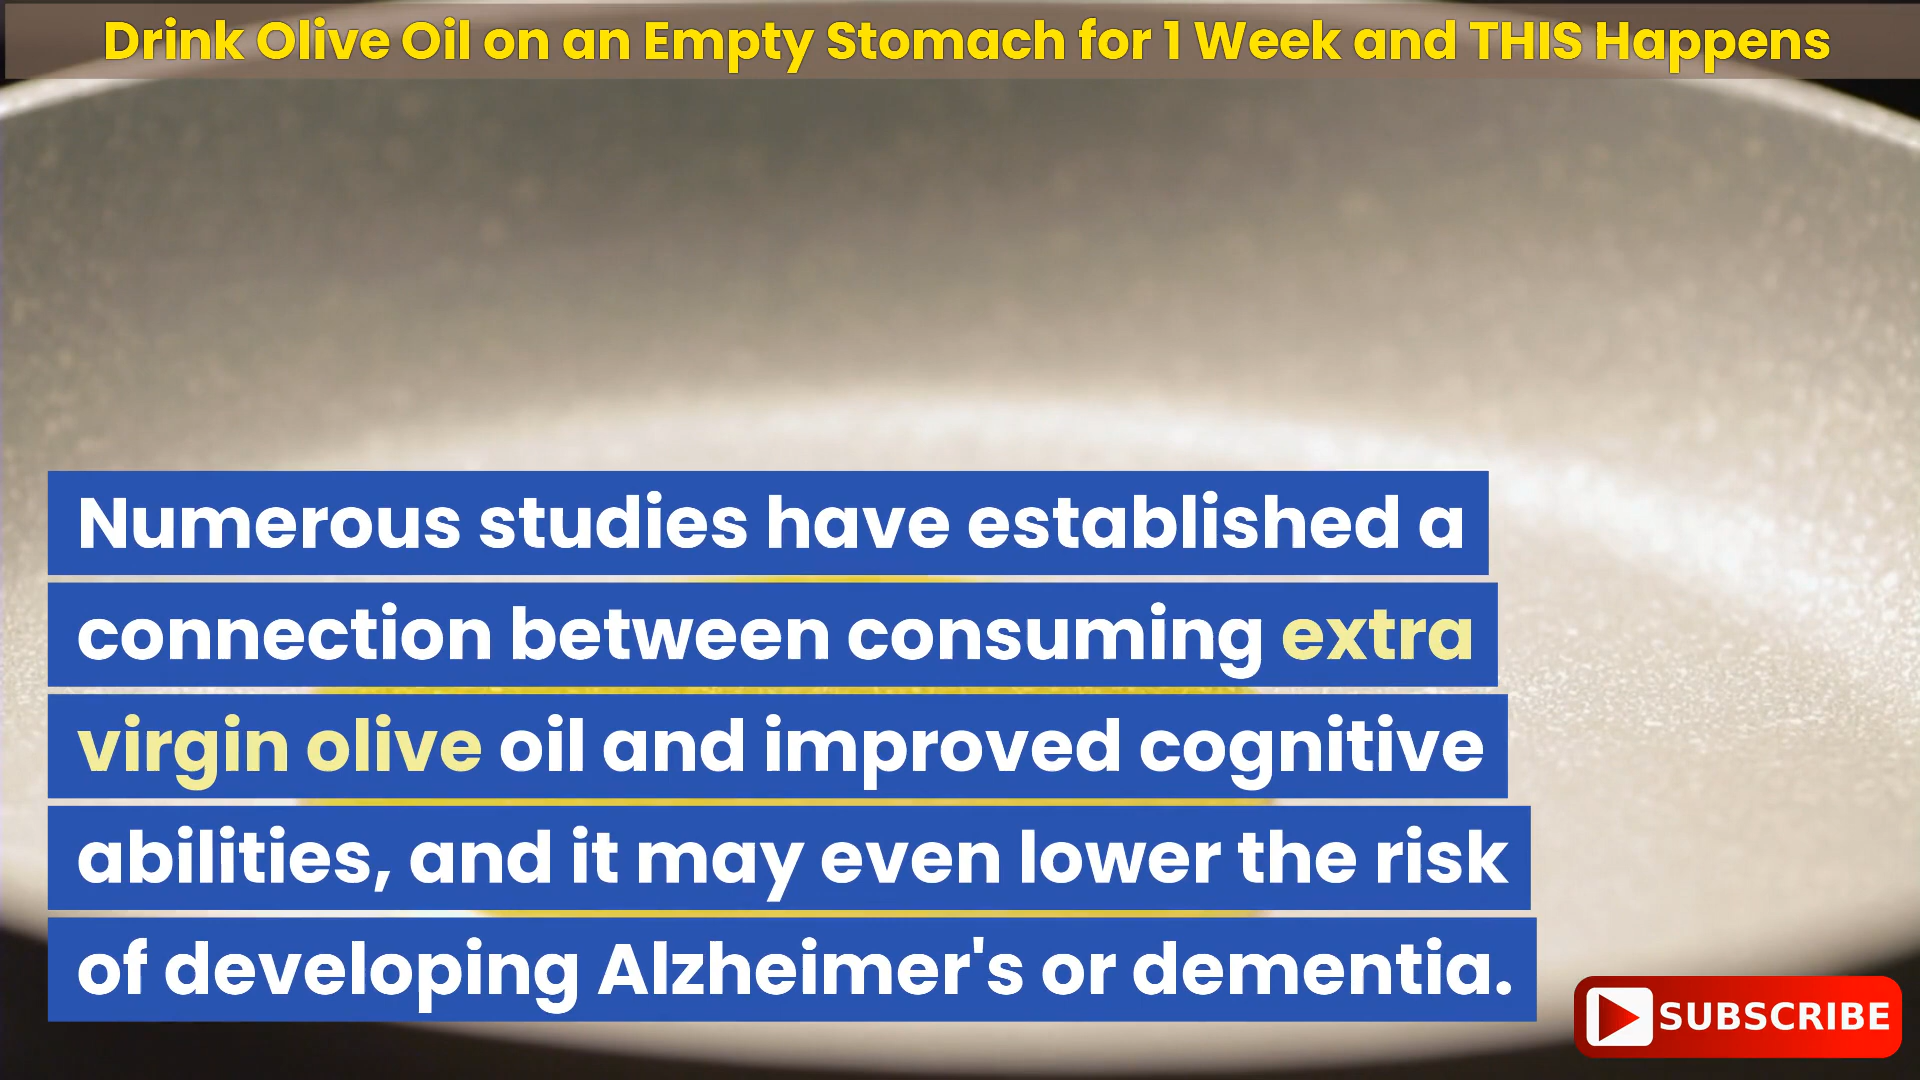 Drink Olive Oil on an Empty Stomach for 1 Week and THIS Happens
Numerous studies have established a
connection between consuming extra
virgin olive oil and improved cognitive
abilities, and it may even lower the risk
of developing Alzheimer's or dementia.
SUBSCRIBE